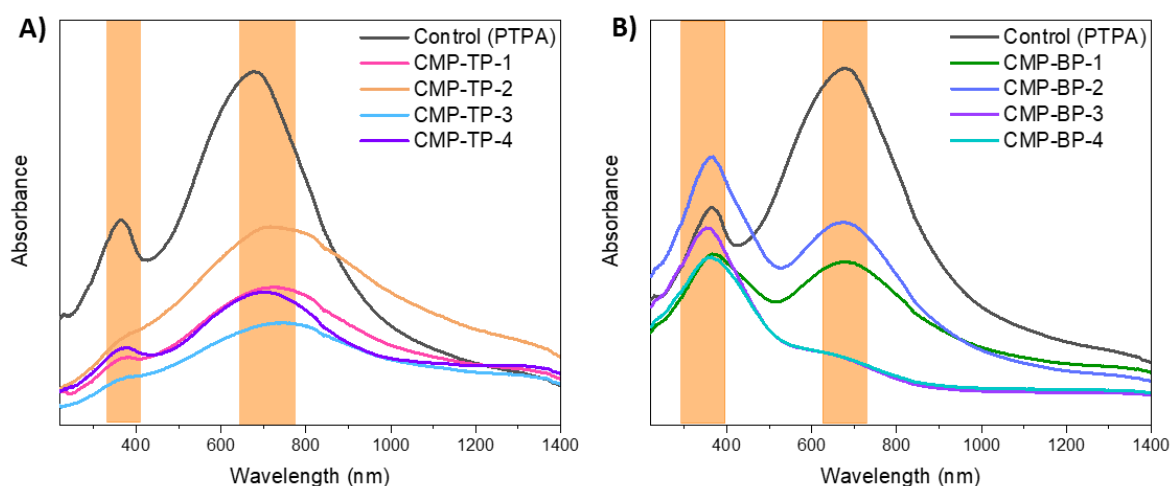 A)
Control (PTPA)
CMP-TP-1
CMP-TP-2
CMP-TP-3
CMP-TP-4
Absorbance
400 600 800 1000 1200 1400
Wavelength (nm)
B)
Control (PTPA)
CMP-BP-1
CMP-BP-2
CMP-BP-3
CMP-BP-4
Absorbance
400 600 800 1000 1200 1400
Wavelength (nm)